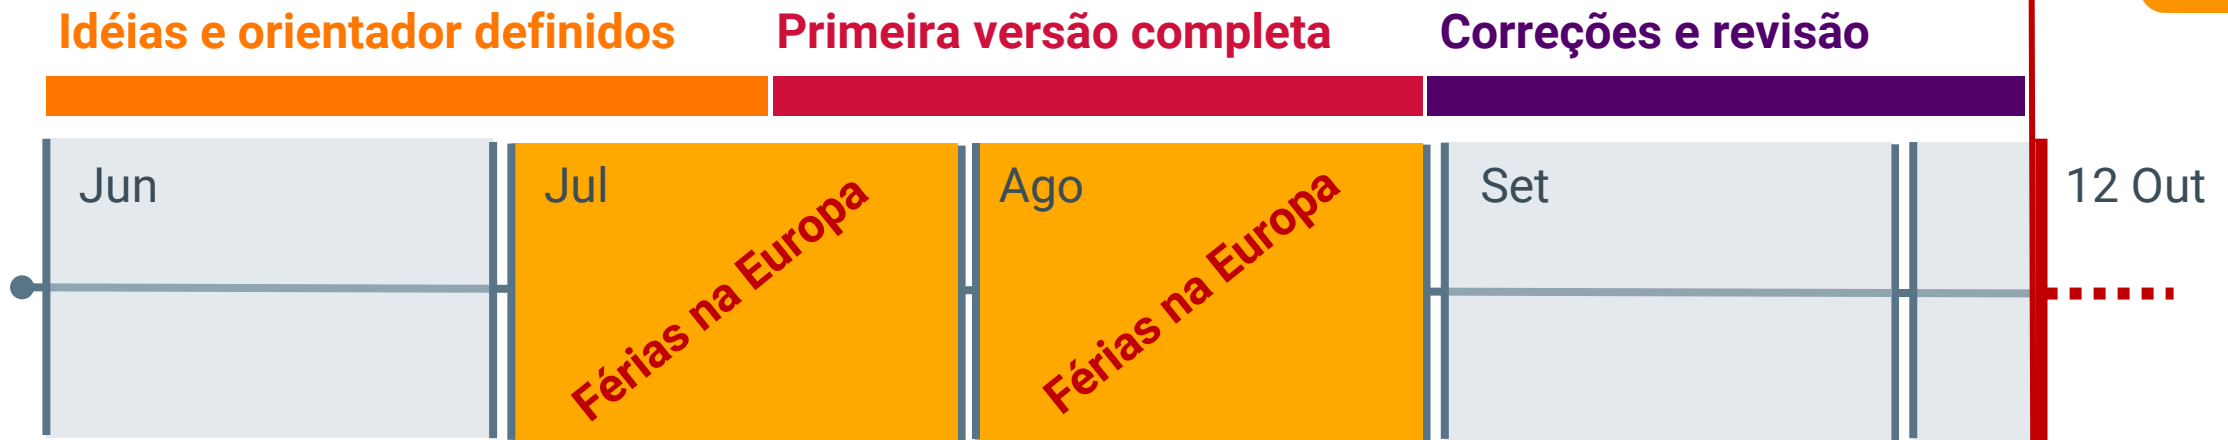 Idéias e orientador definidos
Primeira versão completa
Correções e revisão
Jun
Jul
Ago
Set
12 Out
Férias na Europa
Férias na Europa